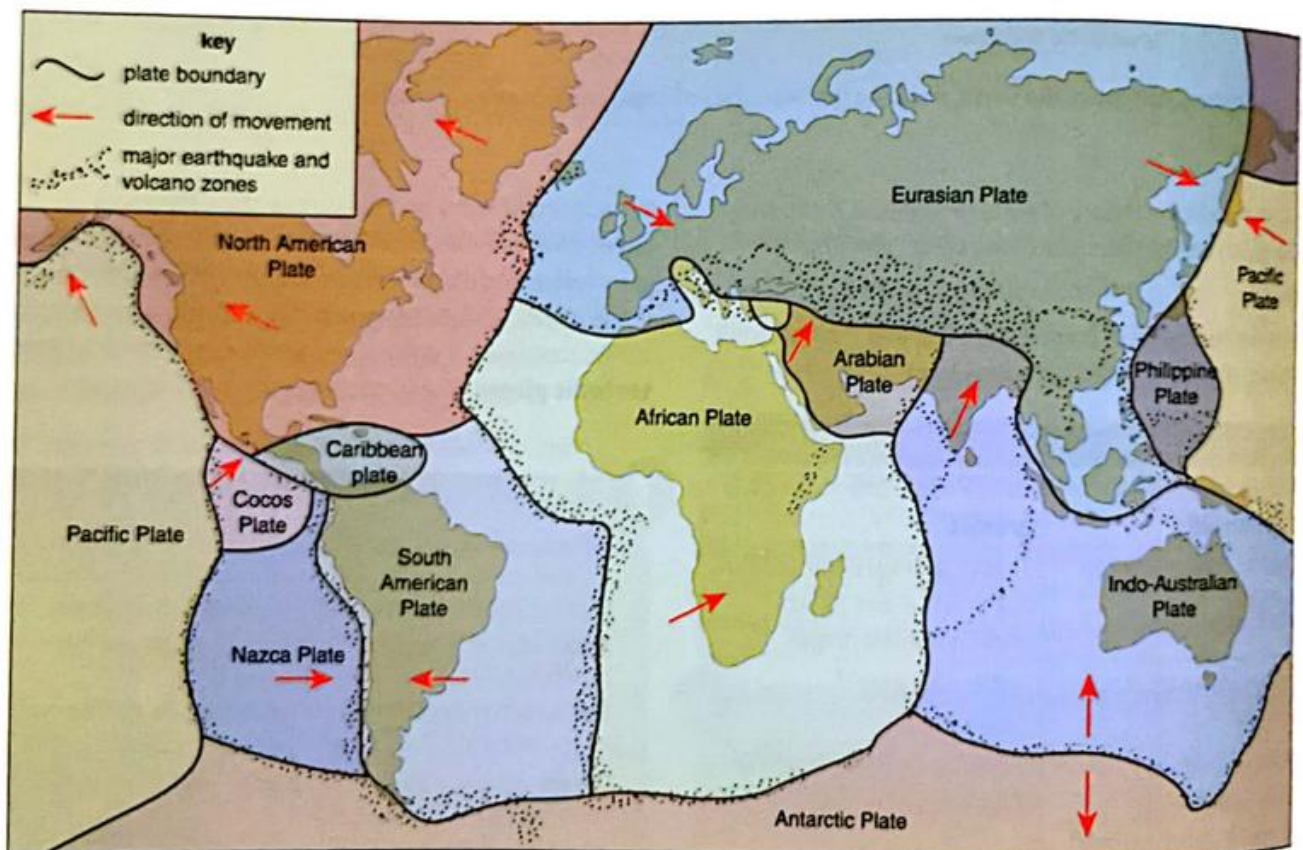 key
plate boundary
direction of movement
major earthquake and
volcano zones
North American
Plate
Eurasian Plate
Pacific
Plate
Arabian
Plate
Philippine
Plate
African Plate
Caribbean
plate
Cocos
Plate
Pacific Plate
South
American
Plate
Indo-Australian
Plate
Nazca Plate
Antarctic Plate